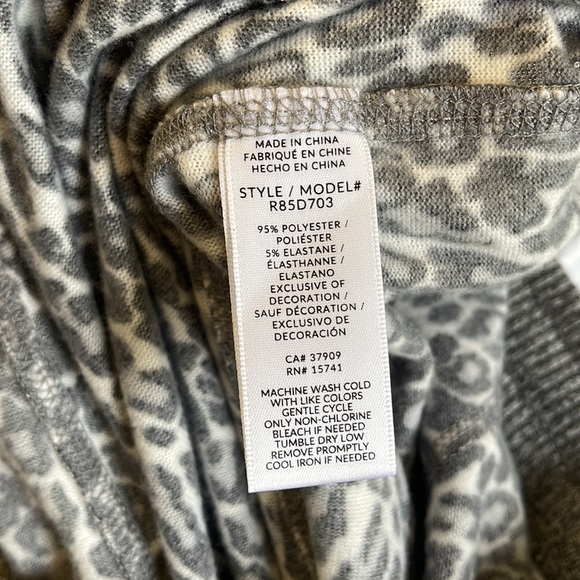 MADE IN CHINA
FABRIQUÉ EN CHINE
HECHO EN CHINA
STYLE / MODEL#
R85D703
95% POLYESTER /
POLIÉSTER
5% ELASTANE /
ÉLASTHANNE /
ELASTANO
EXCLUSIVE OF
DECORATION /
SAUF DÉCORATION /
EXCLUSIVO DE
DECORACIÓN
CA# 37909
RN# 15741
MACHINE WASH COLD
WITH LIKE COLORS
GENTLE CYCLE
ONLY NON-CHLORINE
BLEACH IF NEEDED
TUMBLE DRY LOW
REMOVE PROMPTLY
COOL IRON IF NEEDED